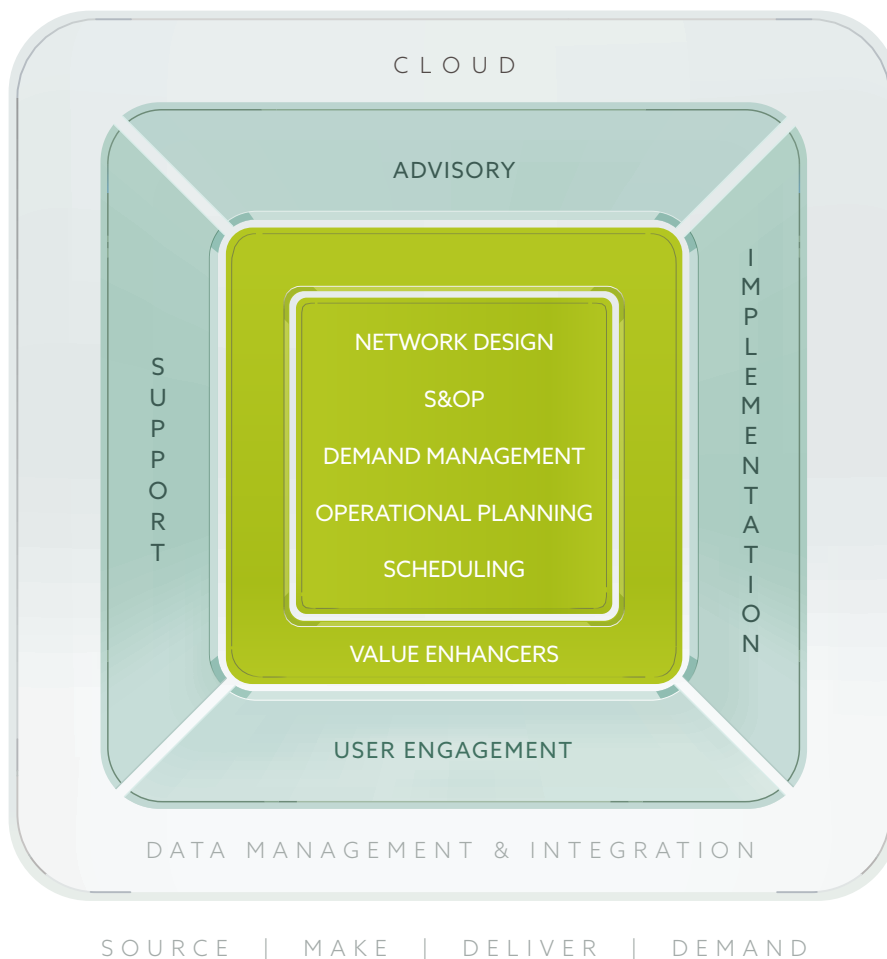 CLOUD
ADVISORY
SUPPORT
IMPLEMENTATION
NETWORK DESIGN
S&OP
DEMAND MANAGEMENT
OPERATIONAL PLANNING
SCHEDULING
VALUE ENHANCERS
USER ENGAGEMENT
DATA MANAGEMENT & INTEGRATION
SOURCE | MAKE | DELIVER | DEMAND